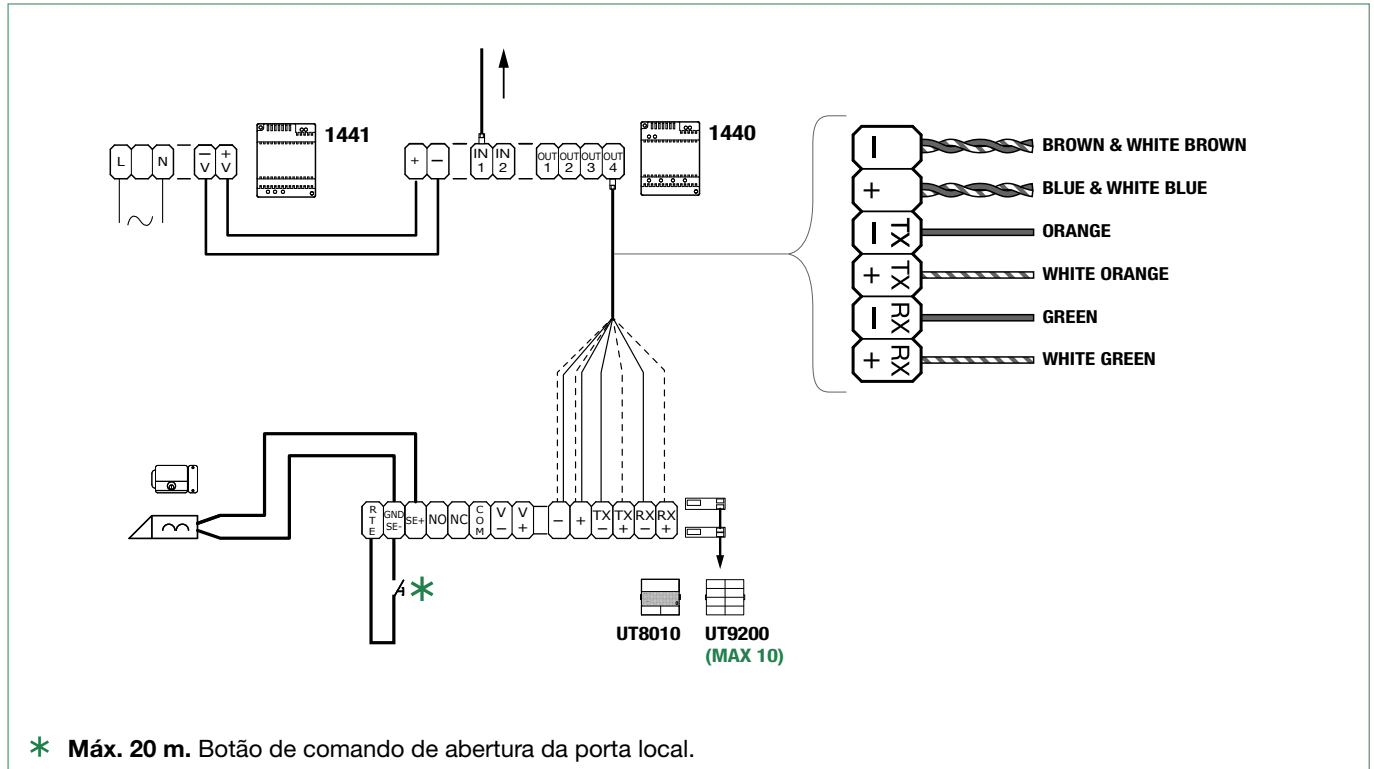 1441
1440
L N
– V + V
+ –
IN 1 IN 2
OUT 1 OUT 2 OUT 3 OUT 4
– BROWN & WHITE BROWN
+ BLUE & WHITE BLUE
– TX ORANGE
+ TX WHITE ORANGE
– RX GREEN
+ RX WHITE GREEN
RTE GND SE- SE+ NO NC COM V – V + – + TX – TX + RX – RX +
*
UT8010 UT9200
(MAX 10)
* Máx. 20 m. Botão de comando de abertura da porta local.